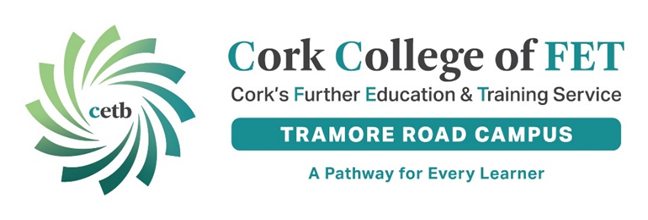 cetb
Cork College of FET
Cork's Further Education & Training Service
TRAMORE ROAD CAMPUS
A Pathway for Every Learner